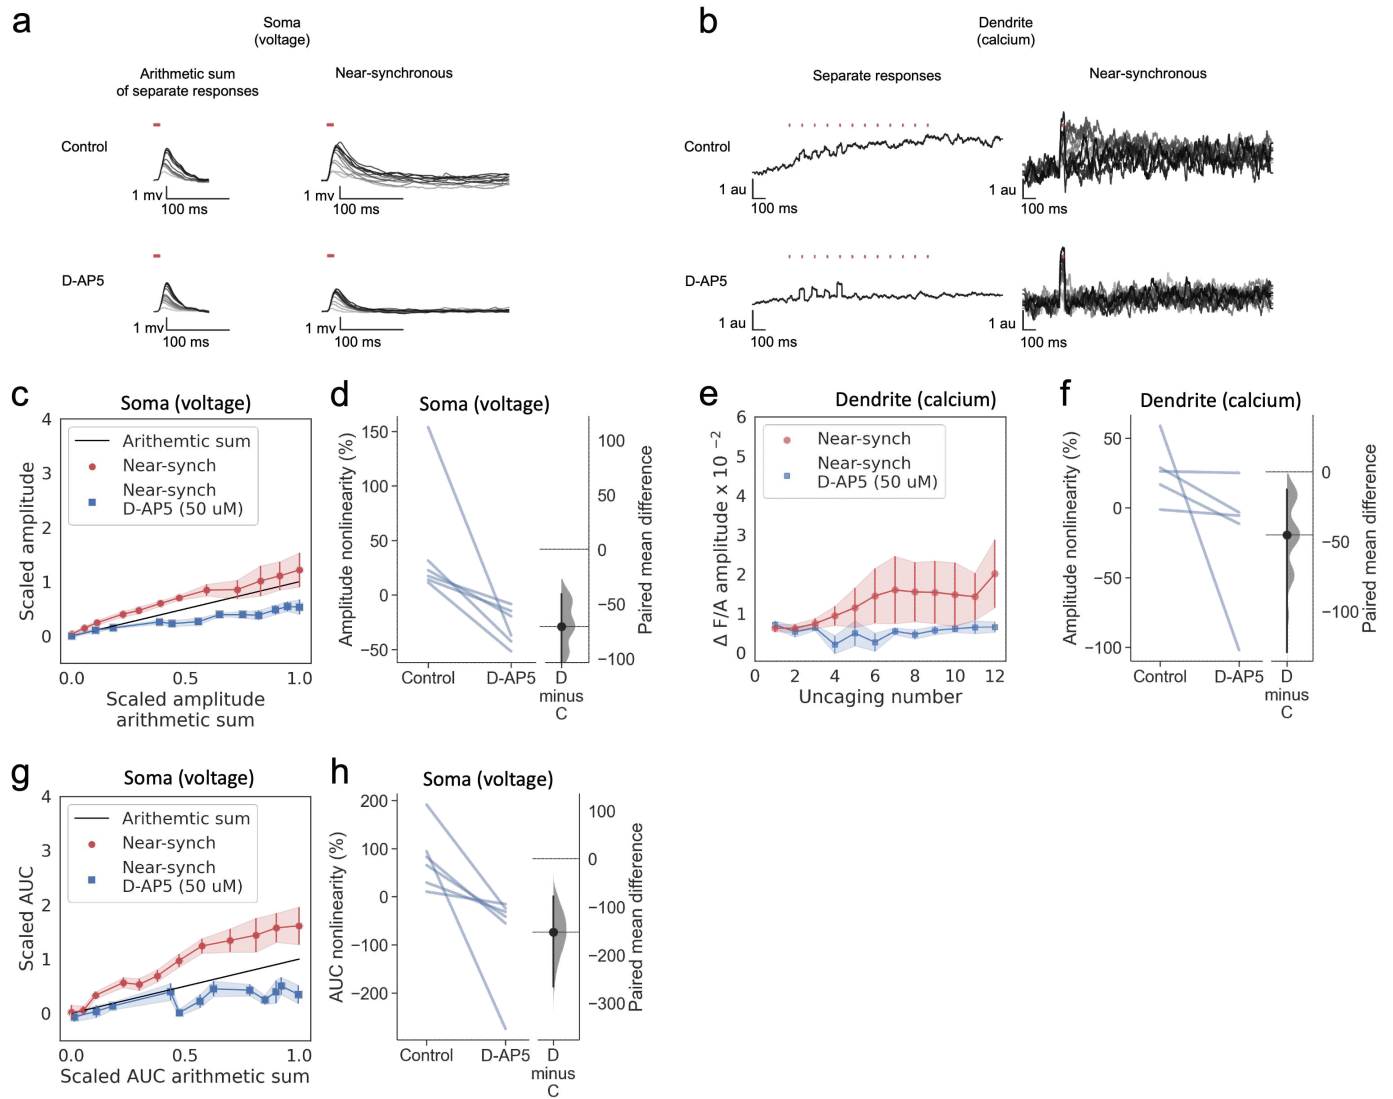 a
Soma
(voltage)
Arithmetic sum
of separate responses
Near-synchronous
Control
1 mv
100 ms
1 mv
100 ms
D-AP5
1 mv
100 ms
1 mv
100 ms
b
Dendrite
(calcium)
Separate responses
Near-synchronous
Control
1 au
100 ms
1 au
100 ms
D-AP5
1 au
100 ms
1 au
100 ms
c
Soma (voltage)
Scaled amplitude
4
3
2
1
0
Arithemtic sum
Near-synch
Near-synch
D-AP5 (50 uM)
0.0
0.5
1.0
Scaled amplitude
arithmetic sum
d
Soma (voltage)
Amplitude nonlinearity (%)
150
100
50
0
−50
Control
D-AP5
D
minus
C
100
50
0
−50
−100
Paired mean difference
e
Dendrite (calcium)
Δ F/A amplitude x 10 −2
6
5
4
3
2
1
0
Near-synch
Near-synch
D-AP5 (50 uM)
0 2 4 6 8 10 12
Uncaging number
f
Dendrite (calcium)
Amplitude nonlinearity (%)
50
0
−50
−100
Control
D-AP5
D
minus
C
0
−50
−100
Paired mean difference
g
Soma (voltage)
Scaled AUC
4
3
2
1
0
Arithemtic sum
Near-synch
Near-synch
D-AP5 (50 uM)
0.0
0.5
1.0
Scaled AUC arithmetic sum
h
Soma (voltage)
AUC nonlinearity (%)
200
100
0
−100
−200
Control
D-AP5
D
minus
C
100
0
−100
−200
−300
Paired mean difference